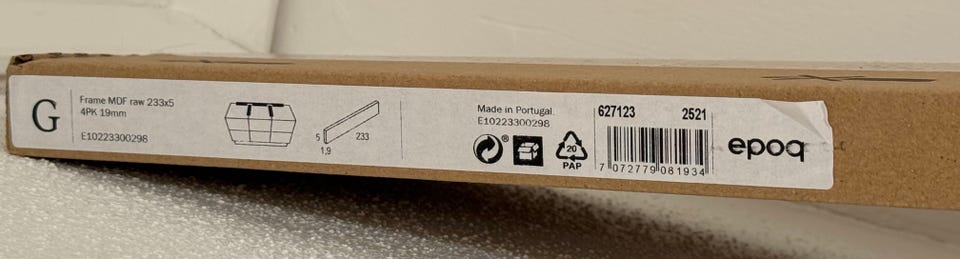 G
Frame MDF raw 233x5
4PK 19mm
E10223300298
5
1,9
233
Made in Portugal
E10223300298
®
20
PAP
627123 2521
7 072779 081934
epoq